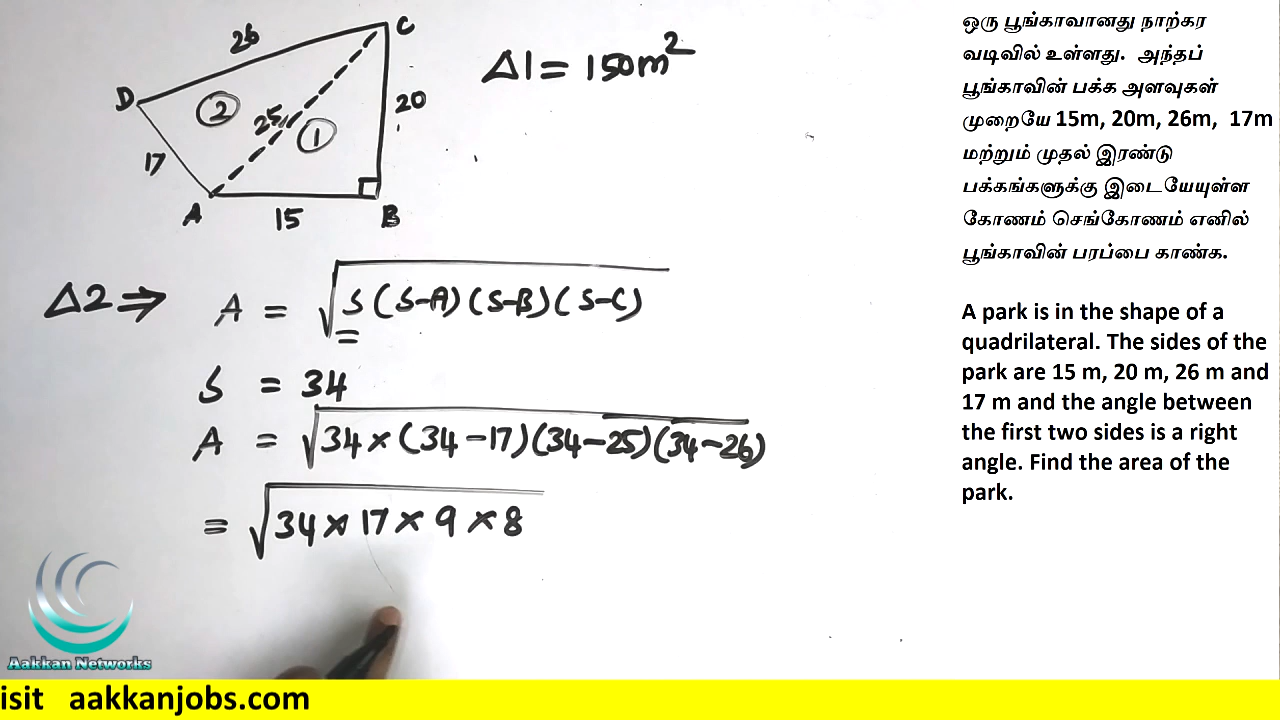 26
C
D
②
25
①
20
17
A
15
B
Δ1 = 150m²
Δ2 ⇒ A = √S(S-A)(S-B)(S-C)
S = 34
A = √34×(34-17)(34-25)(34-26)
= √34×17×9×8
ஒரு பூங்காவானது நாற்கர
வடிவில் உள்ளது. அந்தப்
பூங்காவின் பக்க அளவுகள்
முறையே 15m, 20m, 26m, 17m
மற்றும் முதல் இரண்டு
பக்கங்களுக்கு இடையேயுள்ள
கோணம் செங்கோணம் எனில்
பூங்காவின் பரப்பை காண்க.
A park is in the shape of a
quadrilateral. The sides of the
park are 15 m, 20 m, 26 m and
17 m and the angle between
the first two sides is a right
angle. Find the area of the
park.
Aakkan Networks
isit aakkanjobs.com